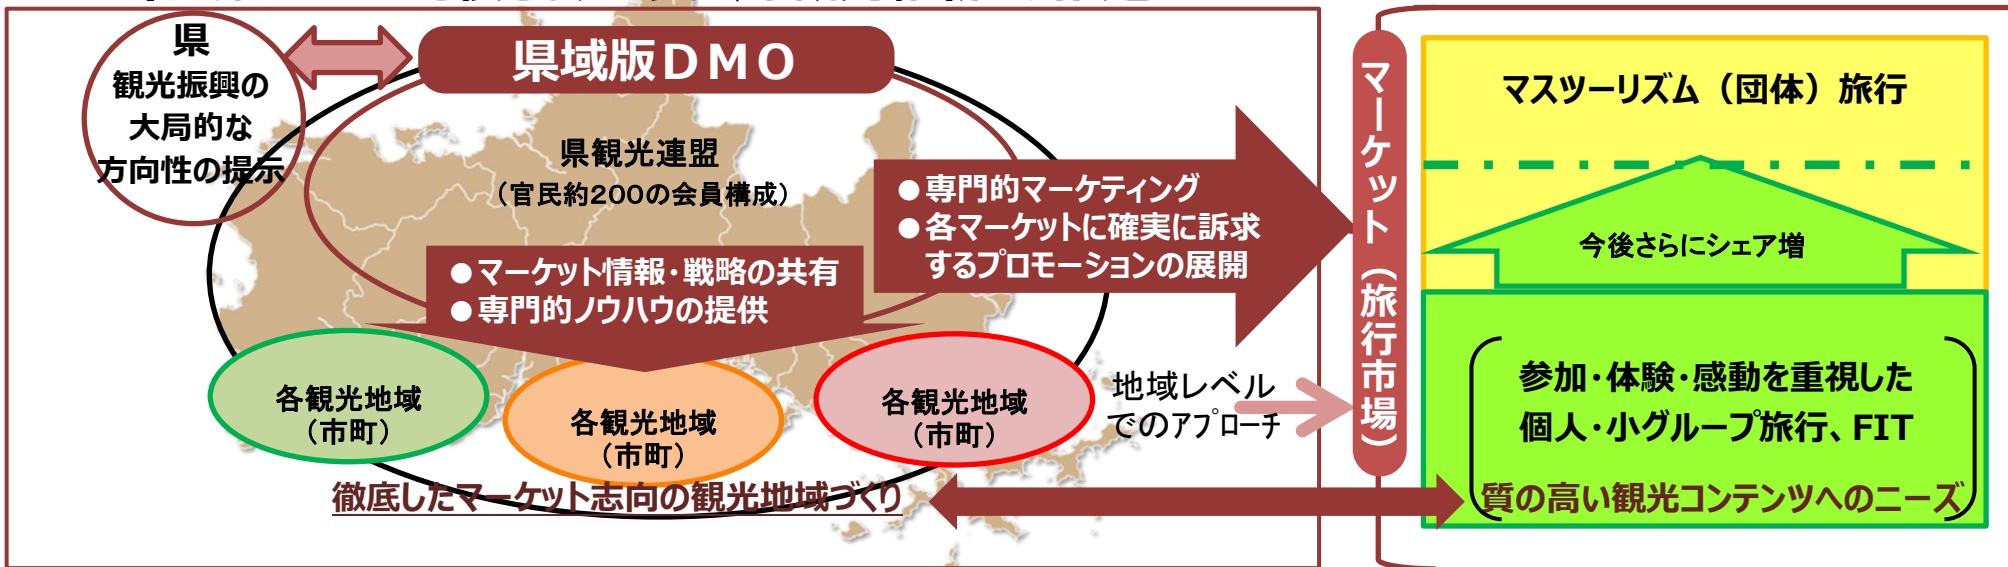 県
観光振興の
大局的な
方向性の提示
県域版DMO
県観光連盟
（官民約200の会員構成）
●マーケット情報・戦略の共有
●専門的ノウハウの提供
●専門的マーケティング
●各マーケットに確実に訴求
するプロモーションの展開
各観光地域
（市町）
各観光地域
（市町）
各観光地域
（市町）
地域レベル
でのアプローチ
徹底したマーケット志向の観光地域づくり
マーケット（旅行市場）
マスツーリズム（団体）旅行
今後さらにシェア増
参加・体験・感動を重視した
個人・小グループ旅行、FIT
質の高い観光コンテンツへのニーズ